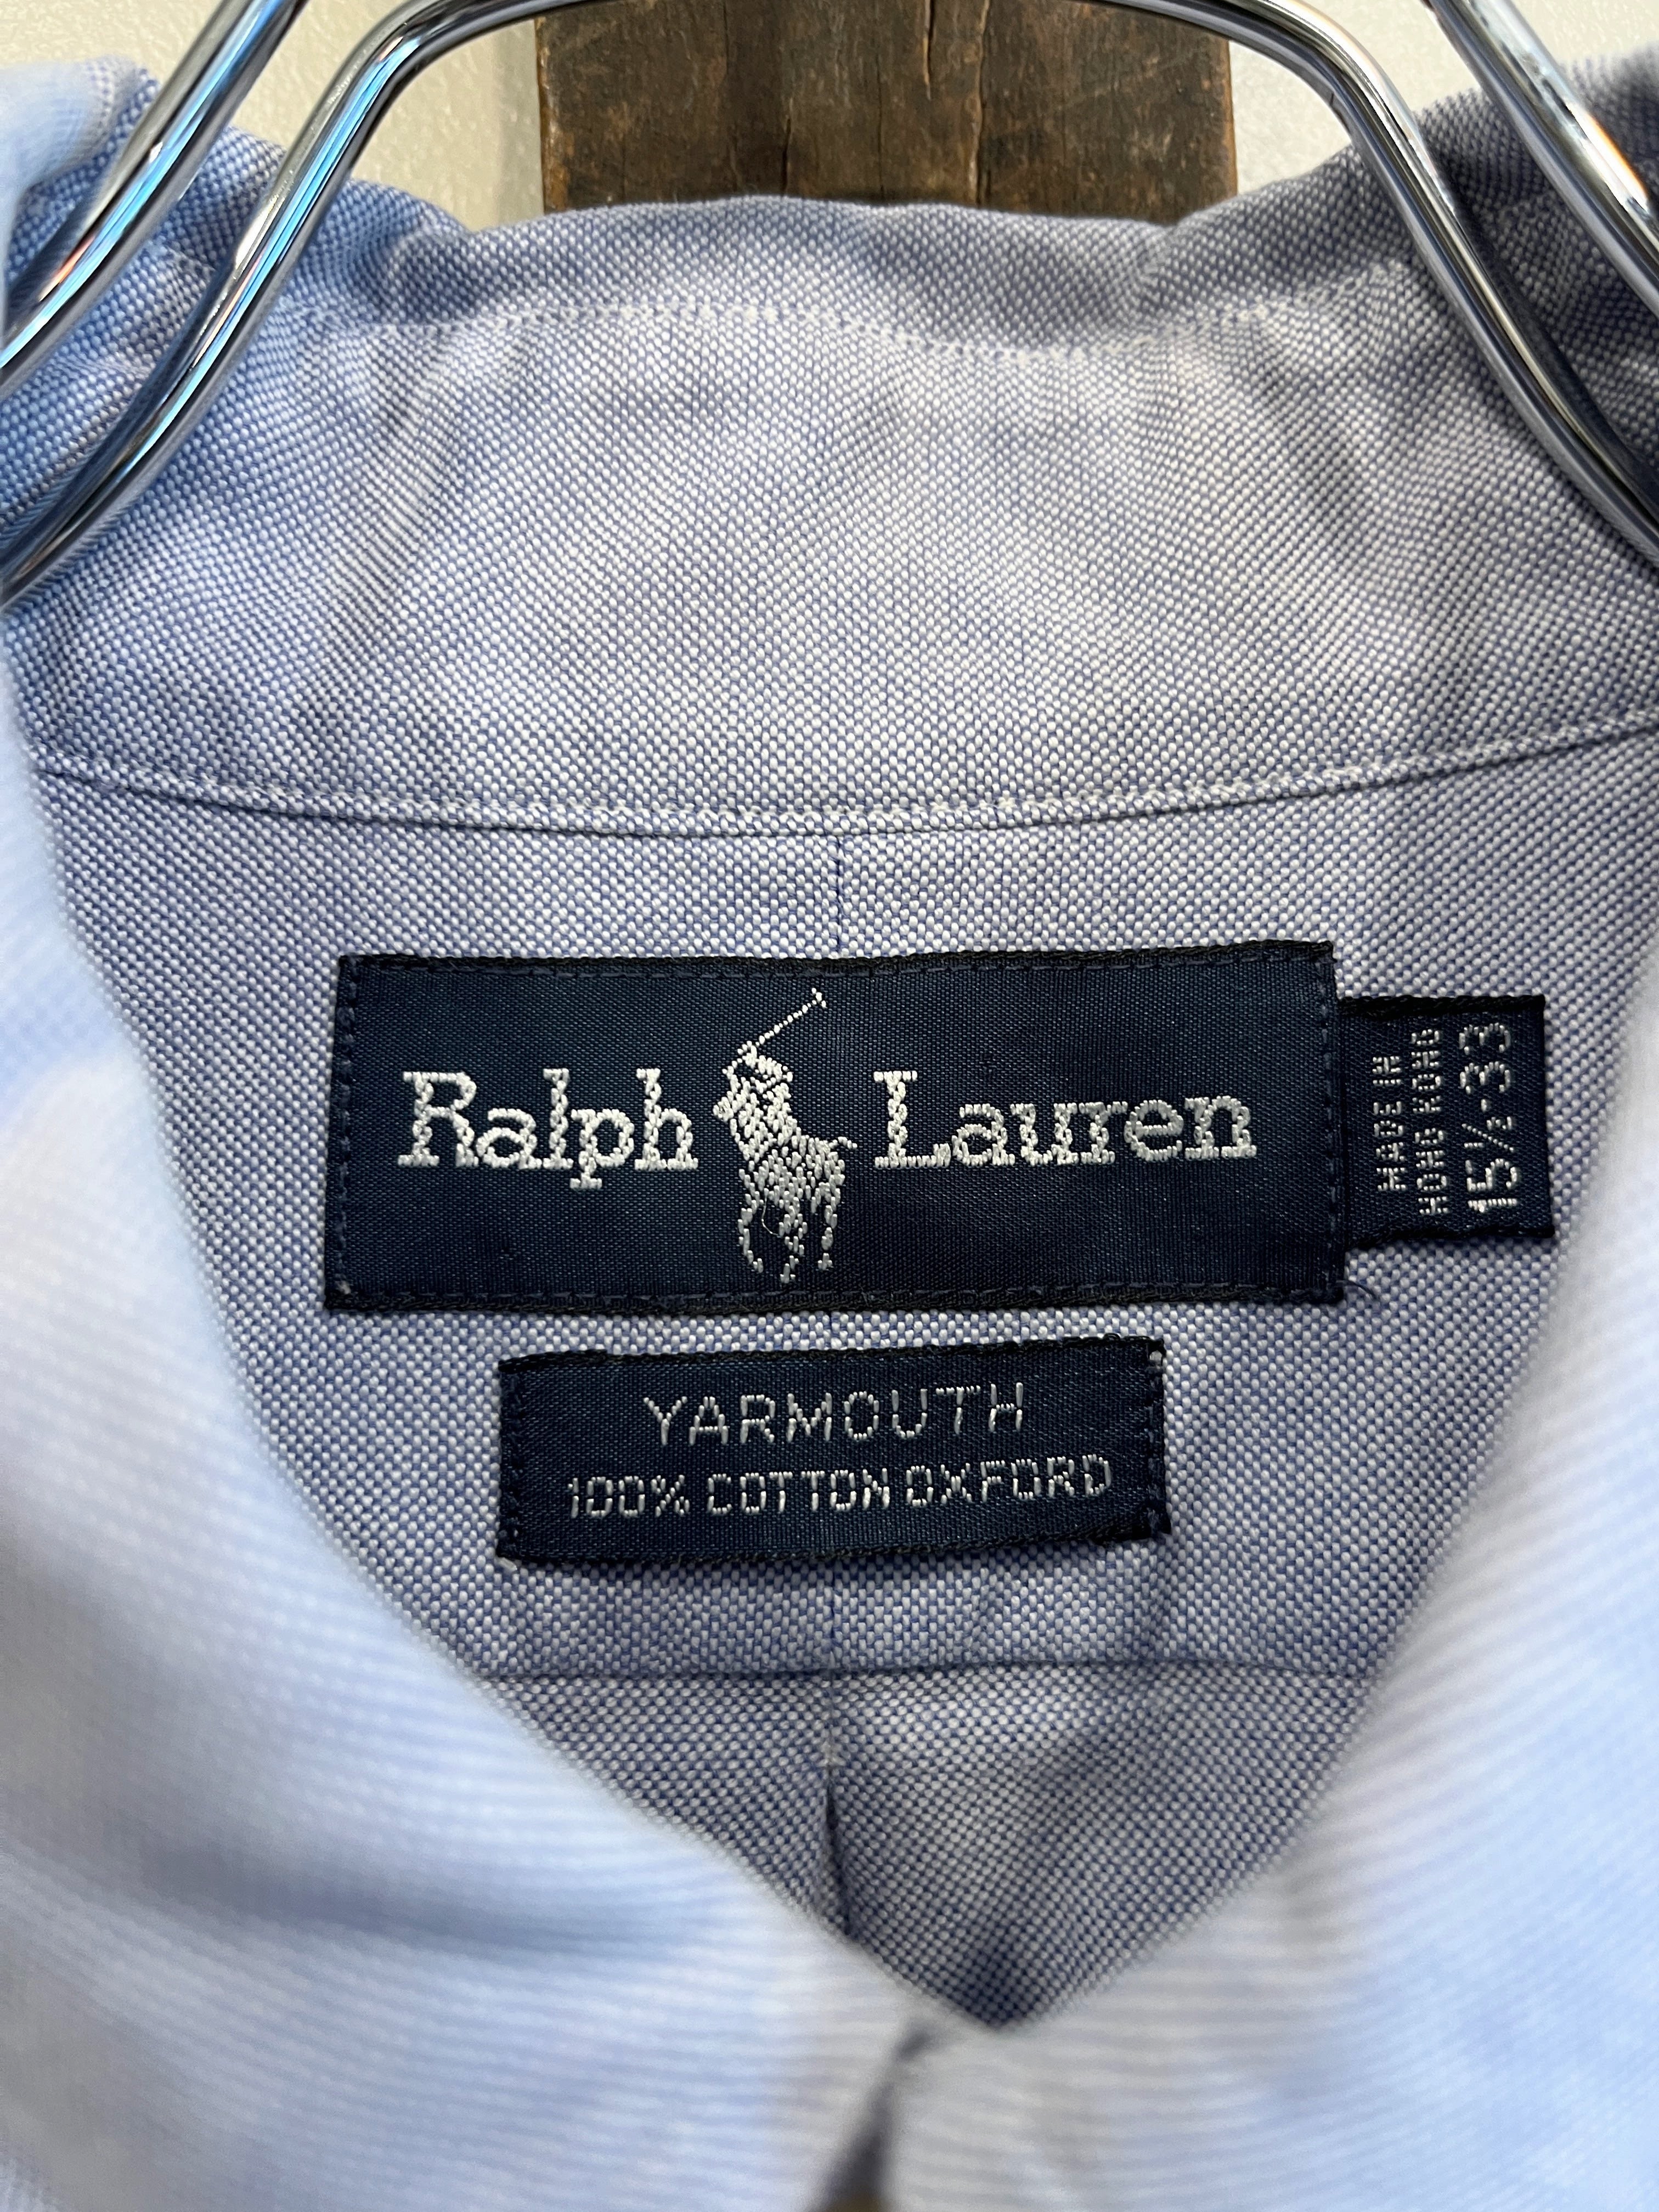 Ralph Lauren
MADE IN
HONG KONG
15½-33
YARMOUTH
100% COTTON OXFORD